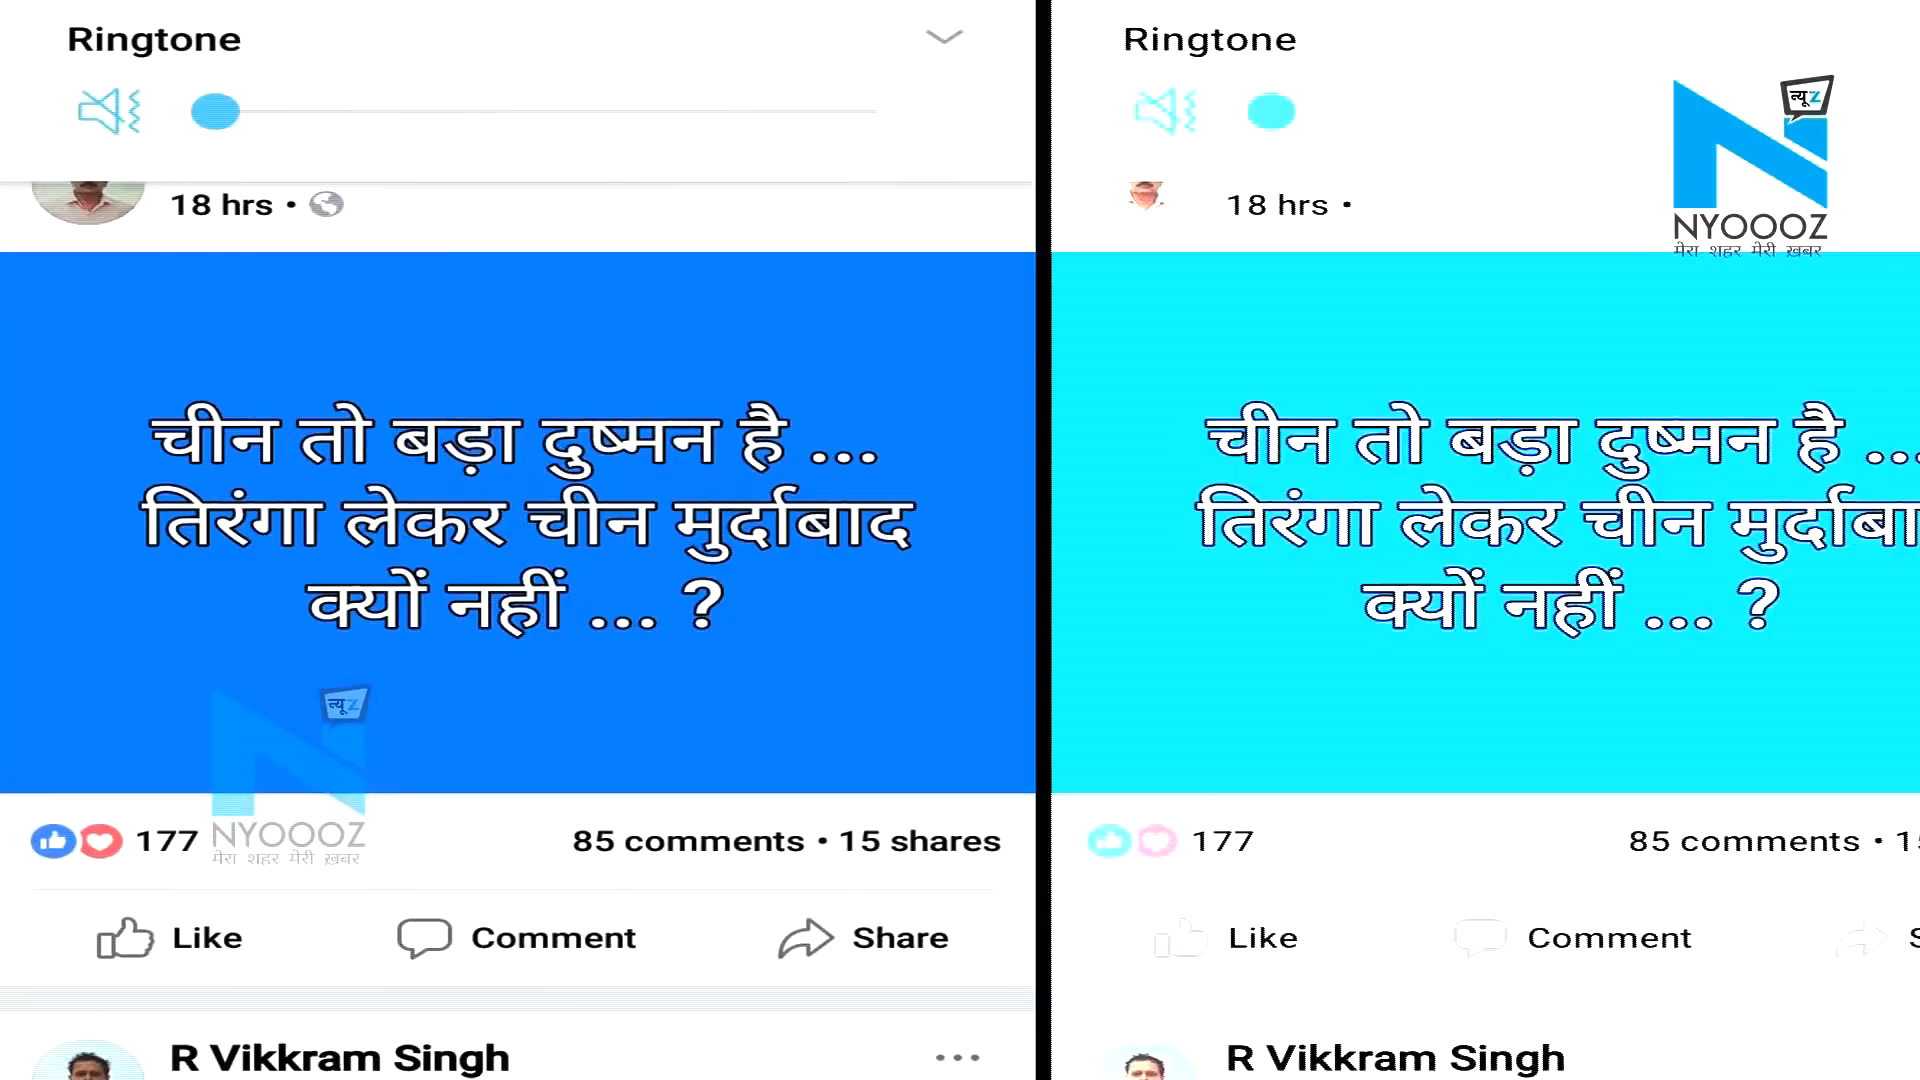 Ringtone
18 hrs •
चीन तो बड़ा दुष्मन है ...
तिरंगा लेकर चीन मुर्दाबाद
क्यों नहीं ... ?
न्यूZ
NYOOOZ
मेरा शहर मेरी ख़बर
177
85 comments • 15 shares
Like
Comment
Share
R Vikkram Singh
Ringtone
न्यूZ
NYOOOZ
मेरा शहर मेरी ख़बर
18 hrs •
चीन तो बड़ा दुष्मन है ...
तिरंगा लेकर चीन मुर्दाबा
क्यों नहीं ... ?
177
85 comments • 15
Like
Comment
S
R Vikkram Singh